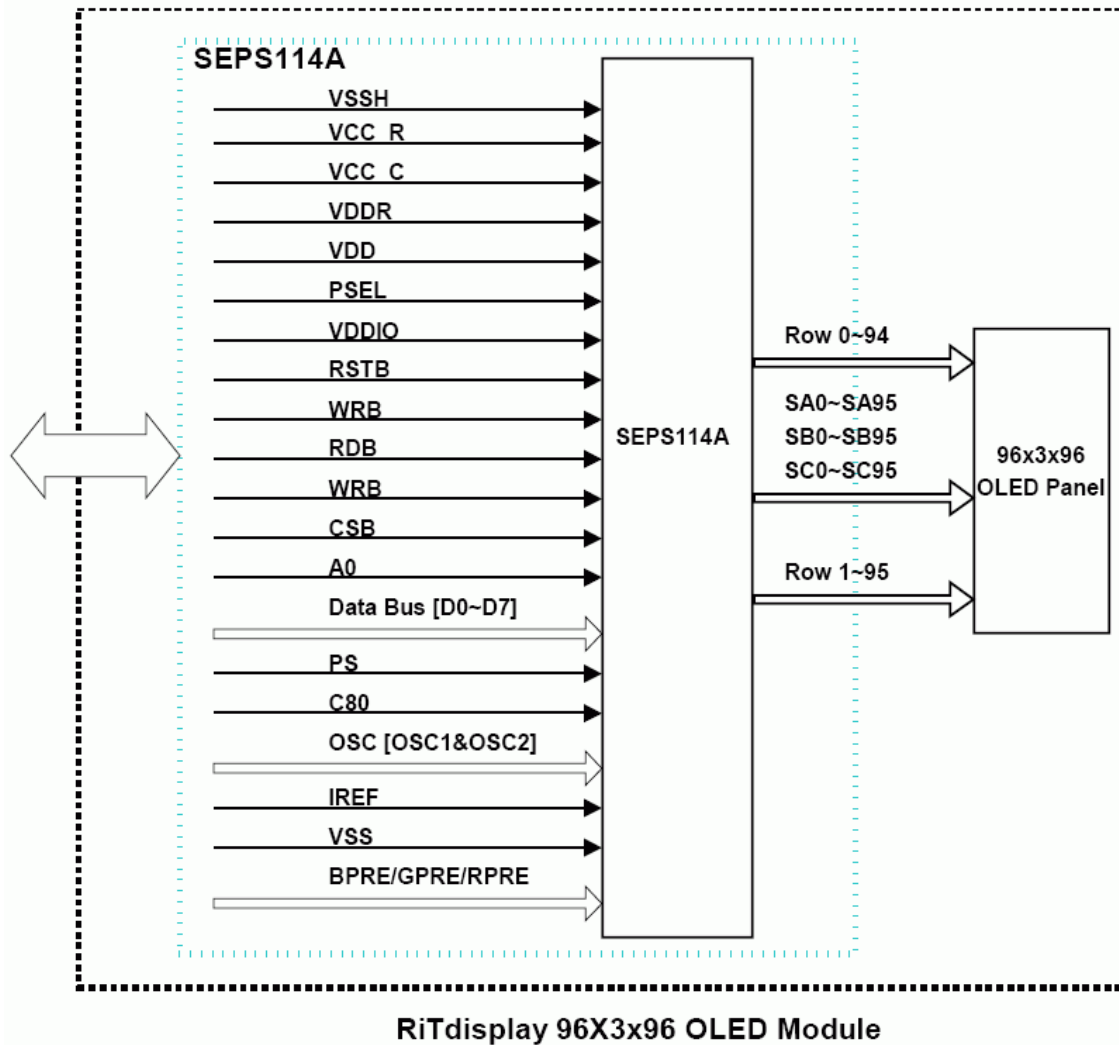 SEPS114A
VSSH
VCC_R
VCC_C
VDDR
VDD
PSEL
VDDIO
RSTB
WRB
RDB
WRB
CSB
A0
Data Bus [D0~D7]
PS
C80
OSC [OSC1&OSC2]
IREF
VSS
BPRE/GPRE/RPRE
SEPS114A
Row 0~94
SA0~SA95
SB0~SB95
SC0~SC95
Row 1~95
96x3x96
OLED Panel
RiTdisplay 96X3x96 OLED Module